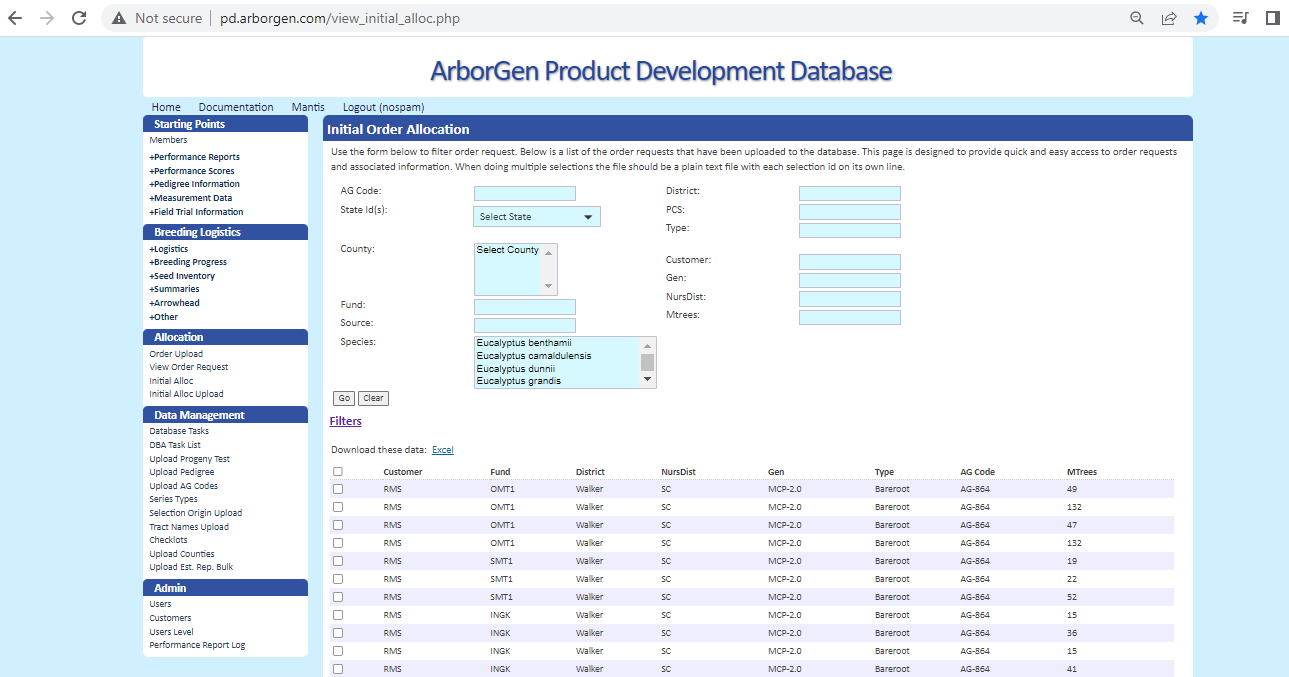 Not secure | pd.arborgen.com/view_initial_alloc.php
ArborGen Product Development Database
Home Documentation Mantis Logout (nospam)
Starting Points
Members
+Performance Reports
+Performance Scores
+Pedigree Information
+Measurement Data
+Field Trial Information
Breeding Logistics
+Logistics
+Breeding Progress
+Seed Inventory
+Summaries
+Arrowhead
+Other
Allocation
Order Upload
View Order Request
Initial Alloc
Initial Alloc Upload
Data Management
Database Tasks
DBA Task List
Upload Progeny Test
Upload Pedigree
Upload AG Codes
Series Types
Selection Origin Upload
Tract Names Upload
Checklots
Upload Counties
Upload Est. Rep. Bulk
Admin
Users
Customers
Users Level
Performance Report Log
Initial Order Allocation
Use the form below to filter order request. Below is a list of the order requests that have been uploaded to the database. This page is designed to provide quick and easy access to order requests
and associated information. When doing multiple selections the file should be a plain text file with each selection id on its own line.
AG Code:
State Id(s): Select State
County: Select County
Fund:
Source:
Species: Eucalyptus benthamii
Eucalyptus camaldulensis
Eucalyptus dunnii
Eucalyptus grandis
District:
PCS:
Type:
Customer:
Gen:
NursDist:
Mtrees:
Go Clear
Filters
Download these data: Excel
Customer Fund District NursDist Gen Type AG Code MTrees
RMS OMT1 Walker SC MCP-2.0 Bareroot AG-864 49
RMS OMT1 Walker SC MCP-2.0 Bareroot AG-864 132
RMS OMT1 Walker SC MCP-2.0 Bareroot AG-864 47
RMS OMT1 Walker SC MCP-2.0 Bareroot AG-864 132
RMS SMT1 Walker SC MCP-2.0 Bareroot AG-864 19
RMS SMT1 Walker SC MCP-2.0 Bareroot AG-864 22
RMS SMT1 Walker SC MCP-2.0 Bareroot AG-864 52
RMS INGK Walker SC MCP-2.0 Bareroot AG-864 15
RMS INGK Walker SC MCP-2.0 Bareroot AG-864 36
RMS INGK Walker SC MCP-2.0 Bareroot AG-864 15
RMS INGK Walker SC MCP-2.0 Bareroot AG-864 41